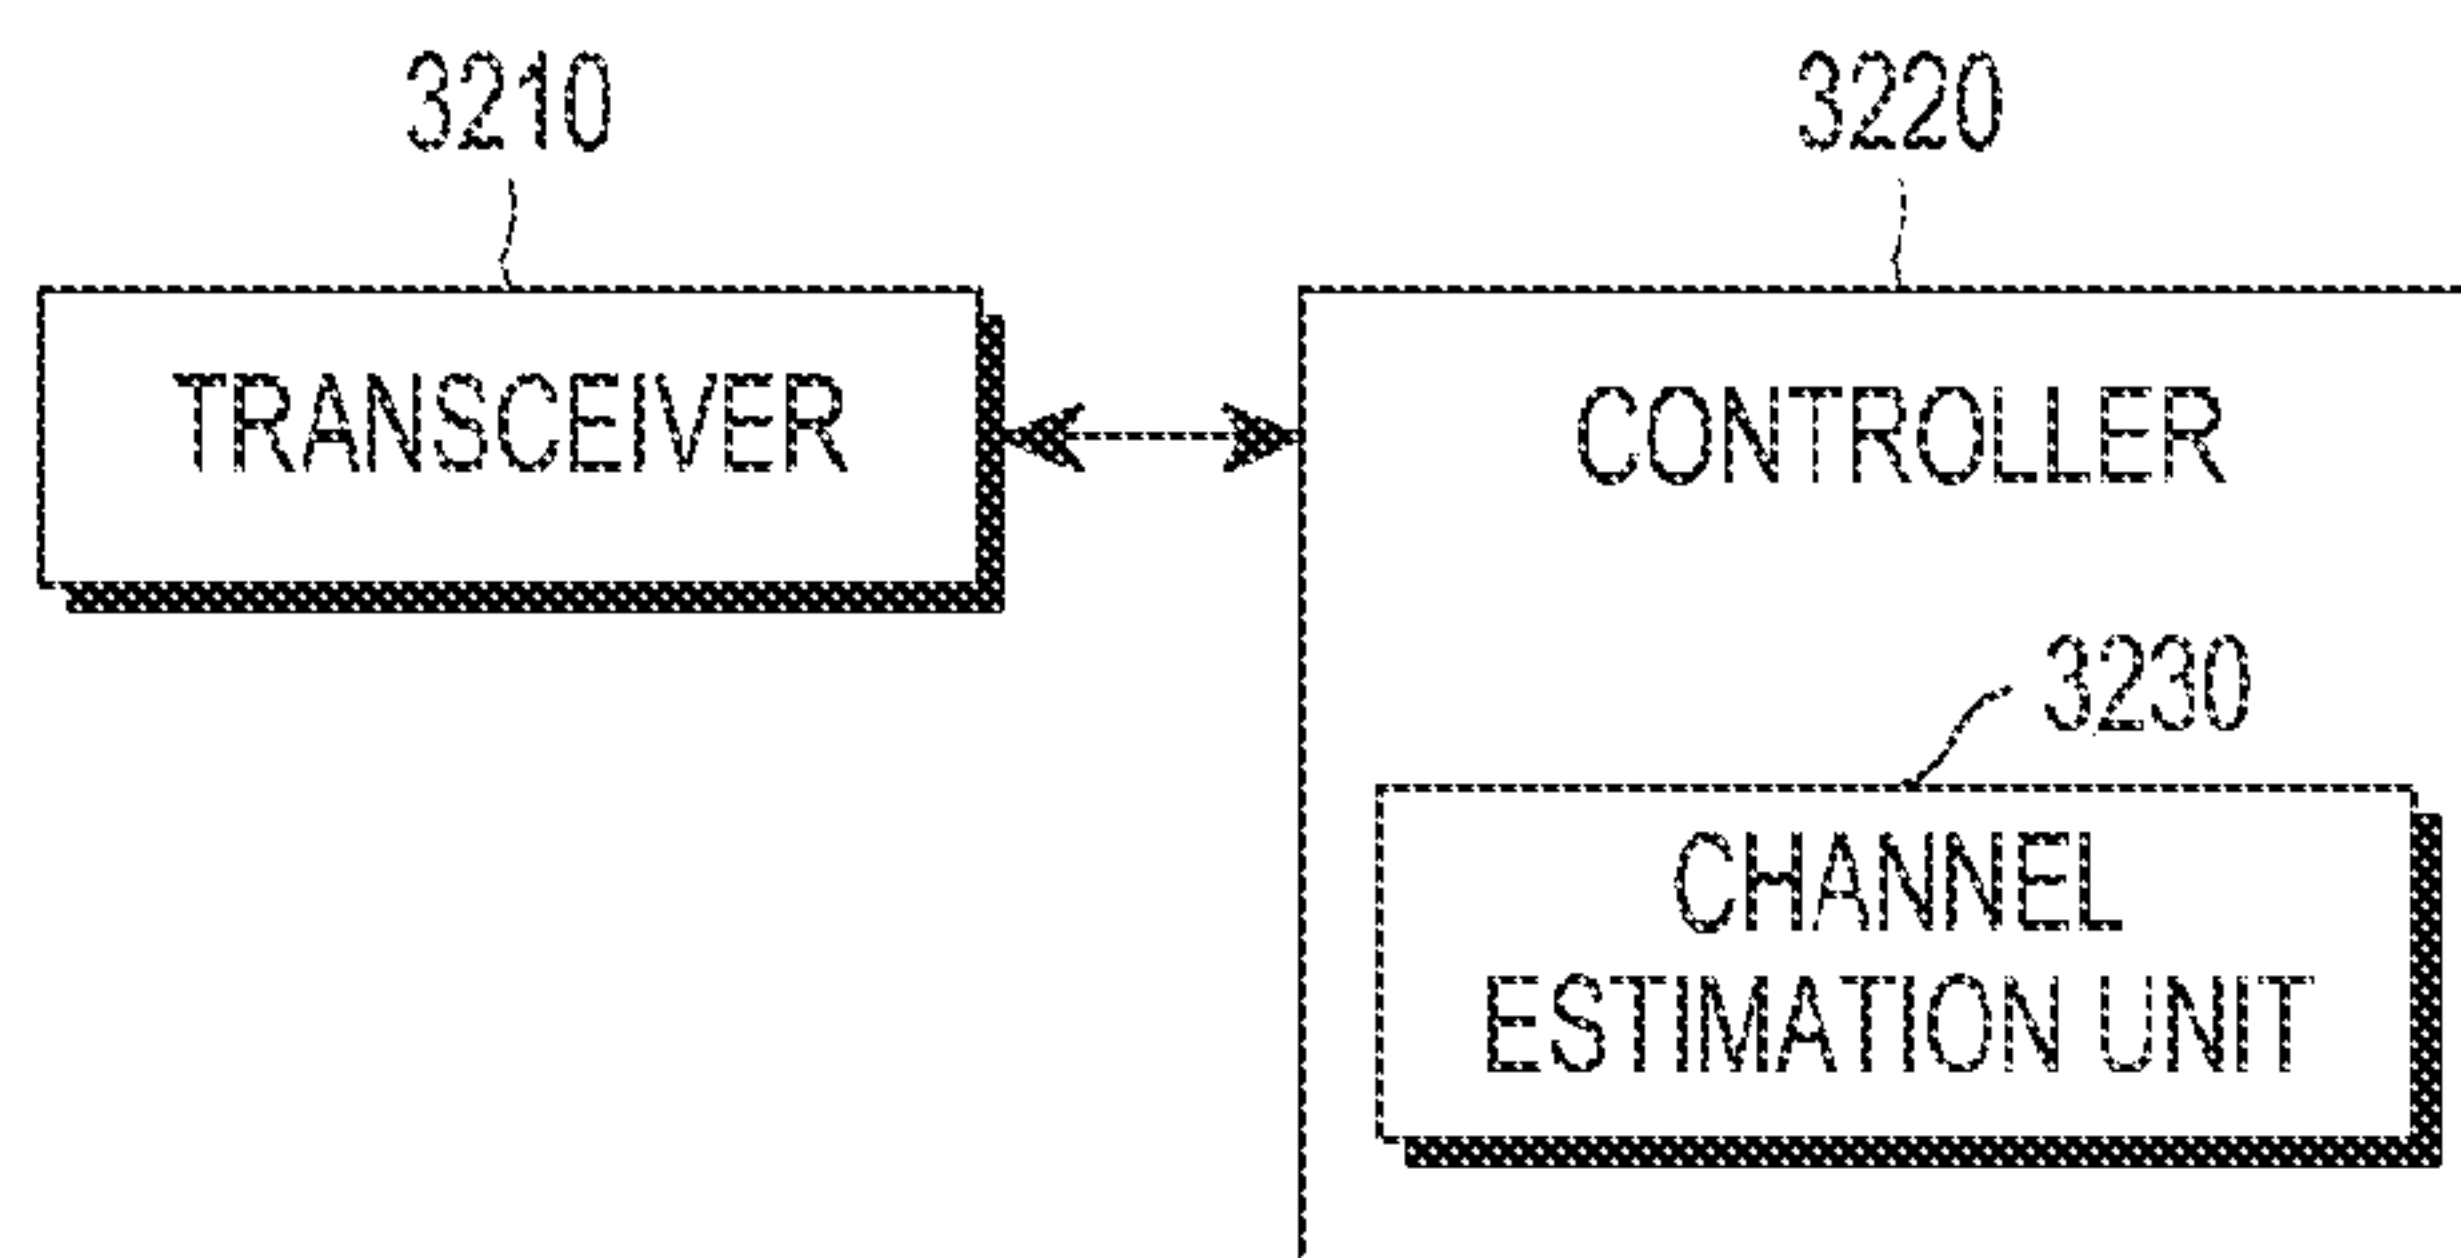 3210
3220
TRANSCEIVER
CONTROLLER
3230
CHANNEL
ESTIMATION UNIT